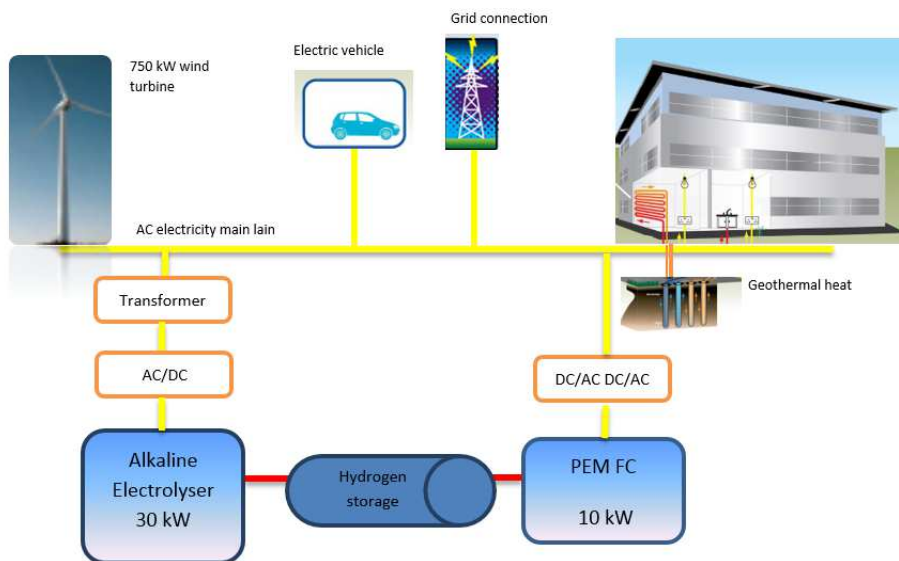 Grid connection
Electric vehicle
750 kW wind
turbine
AC electricity main lain
Geothermal heat
Transformer
AC/DC
DC/AC DC/AC
Alkaline
Electrolyser
30 kW
Hydrogen
storage
PEM FC
10 kW